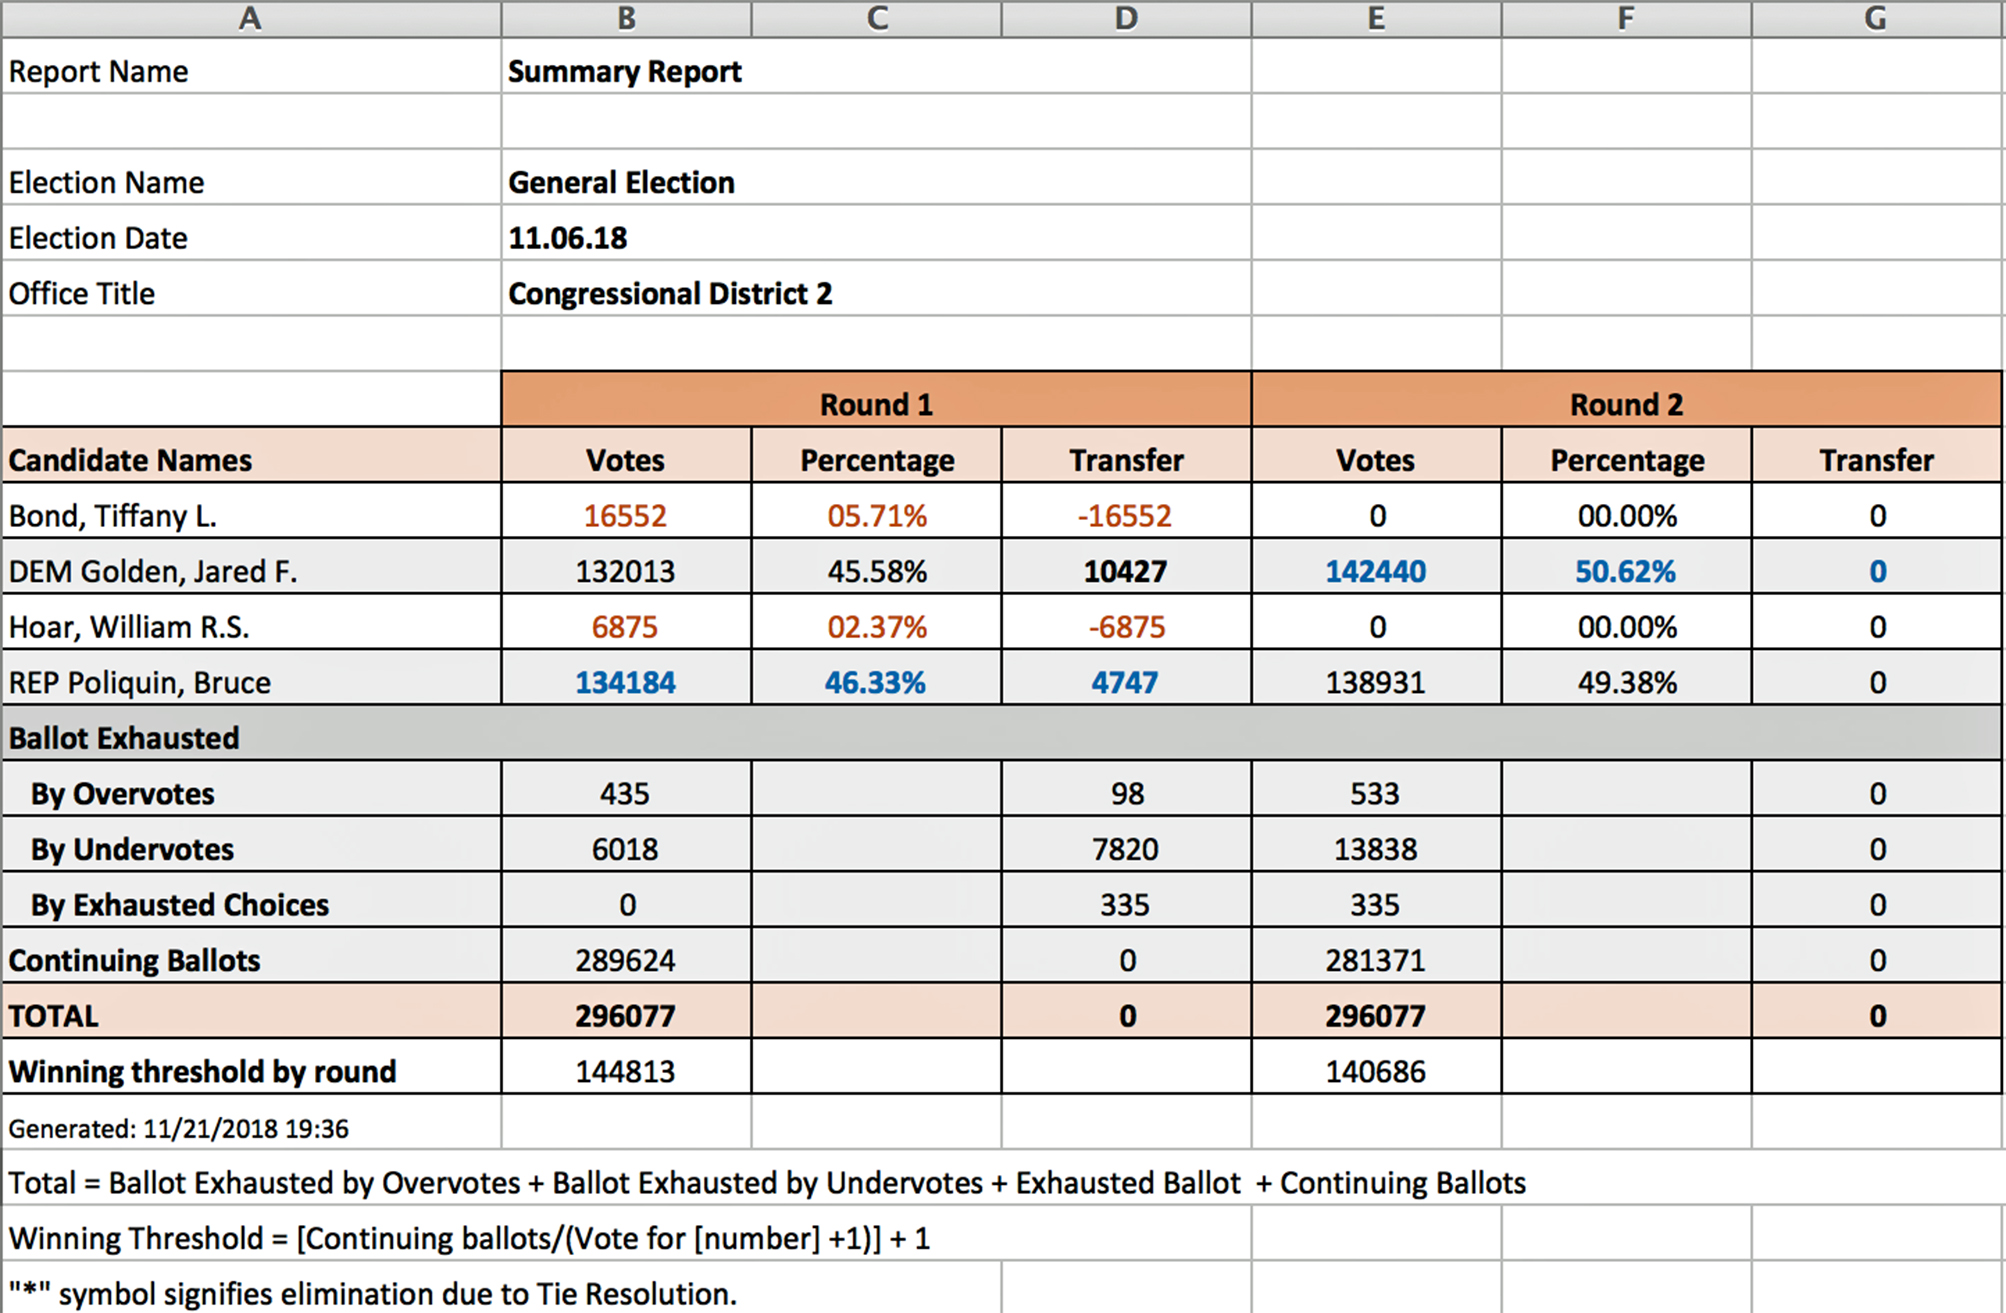 A B C D E F G
Report Name Summary Report
Election Name General Election
Election Date 11.06.18
Office Title Congressional District 2
Round 1 Round 2
Candidate Names Votes Percentage Transfer Votes Percentage Transfer
Bond, Tiffany L. 16552 05.71% -16552 0 00.00% 0
DEM Golden, Jared F. 132013 45.58% 10427 142440 50.62% 0
Hoar, William R.S. 6875 02.37% -6875 0 00.00% 0
REP Poliquin, Bruce 134184 46.33% 4747 138931 49.38% 0
Ballot Exhausted
By Overvotes 435 98 533 0
By Undervotes 6018 7820 13838 0
By Exhausted Choices 0 335 335 0
Continuing Ballots 289624 0 281371 0
TOTAL 296077 0 296077 0
Winning threshold by round 144813 140686
Generated: 11/21/2018 19:36
Total = Ballot Exhausted by Overvotes + Ballot Exhausted by Undervotes + Exhausted Ballot + Continuing Ballots
Winning Threshold = [Continuing ballots/(Vote for [number] +1)] + 1
"*" symbol signifies elimination due to Tie Resolution.